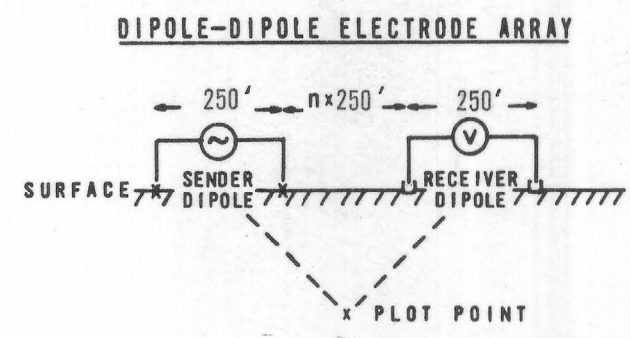 DIPOLE-DIPOLE ELECTRODE ARRAY
250' n×250' 250'
~ V
SURFACE SENDER DIPOLE RECEIVER DIPOLE
x PLOT POINT